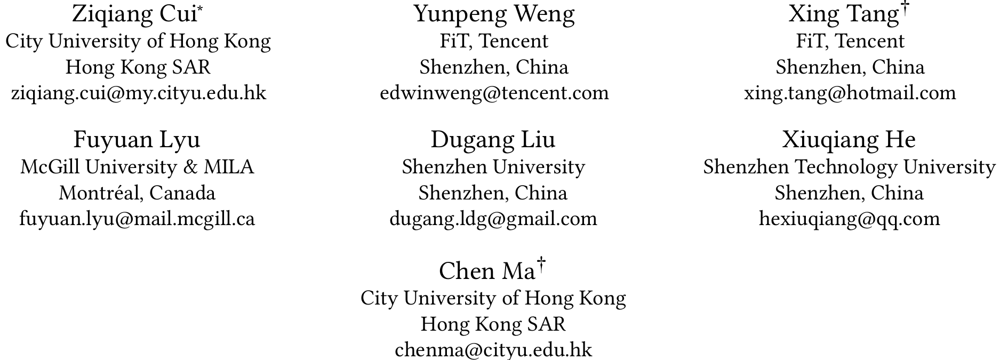 Ziqiang Cui*
City University of Hong Kong
Hong Kong SAR
ziqiang.cui@my.cityu.edu.hk
Yunpeng Weng
FiT, Tencent
Shenzhen, China
edwinweng@tencent.com
Xing Tang†
FiT, Tencent
Shenzhen, China
xing.tang@hotmail.com
Fuyuan Lyu
McGill University & MILA
Montréal, Canada
fuyuan.lyu@mail.mcgill.ca
Dugang Liu
Shenzhen University
Shenzhen, China
dugang.ldg@gmail.com
Xiuqiang He
Shenzhen Technology University
Shenzhen, China
hexiuqiang@qq.com
Chen Ma†
City University of Hong Kong
Hong Kong SAR
chenma@cityu.edu.hk